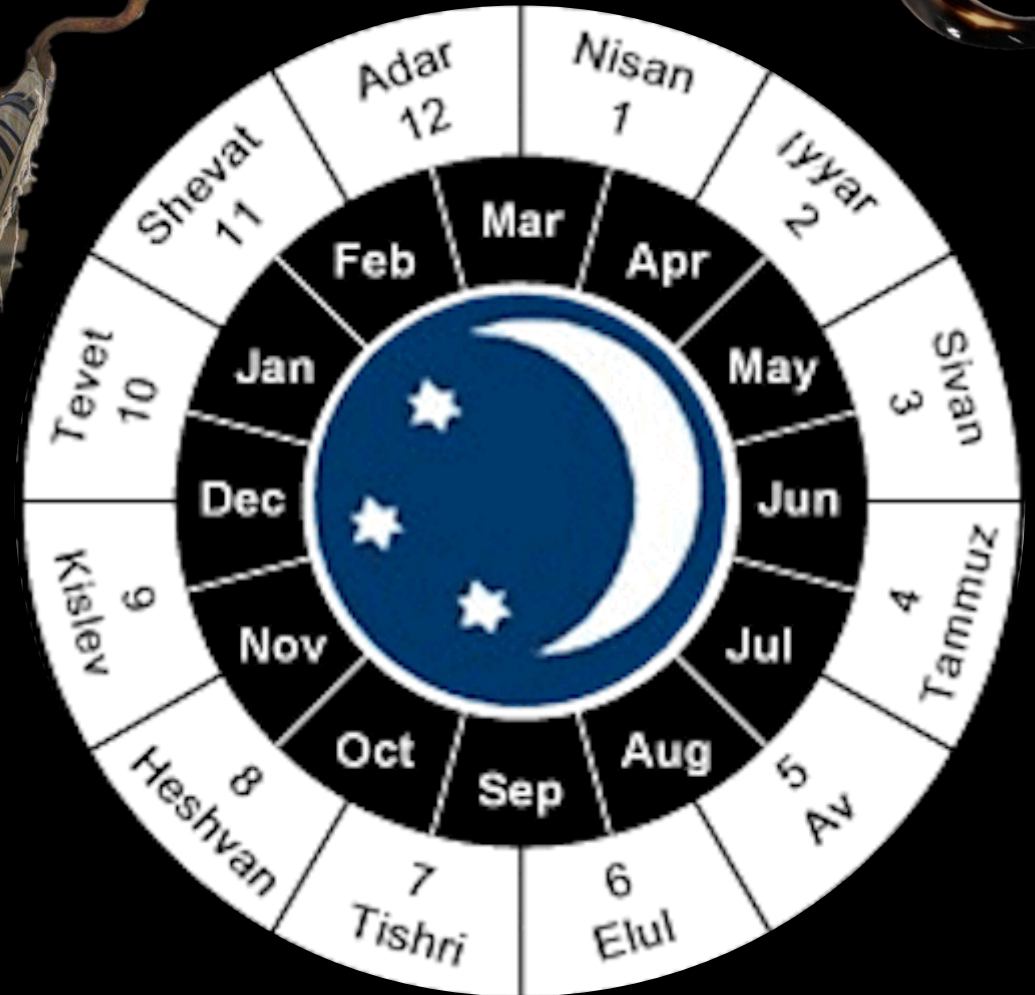 Nisan
1
Iyyar
2
Sivan
3
Tammuz
4
5
Av
6
Elul
7
Tishri
8
Heshvan
9
Kislev
Tevet
10
Shevat
11
Adar
12
Mar
Apr
May
Jun
Jul
Aug
Sep
Oct
Nov
Dec
Jan
Feb